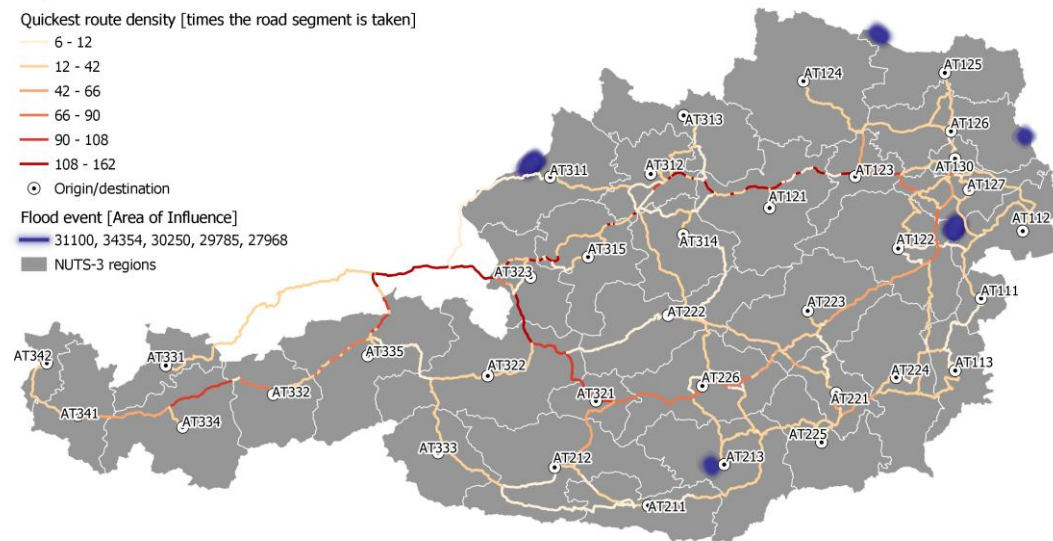 Quickest route density [times the road segment is taken]
6 - 12
12 - 42
42 - 66
66 - 90
90 - 108
108 - 162
Origin/destination
Flood event [Area of Influence]
31100, 34354, 30250, 29785, 27968
NUTS-3 regions
AT125
AT124
AT126
AT313
AT130
AT311
AT312
AT123
AT127
AT121
AT112
AT314
AT122
AT315
AT323
AT111
AT222
AT223
AT342
AT331
AT335
AT322
AT113
AT224
AT226
AT332
AT321
AT221
AT341
AT334
AT225
AT333
AT212
AT213
AT211